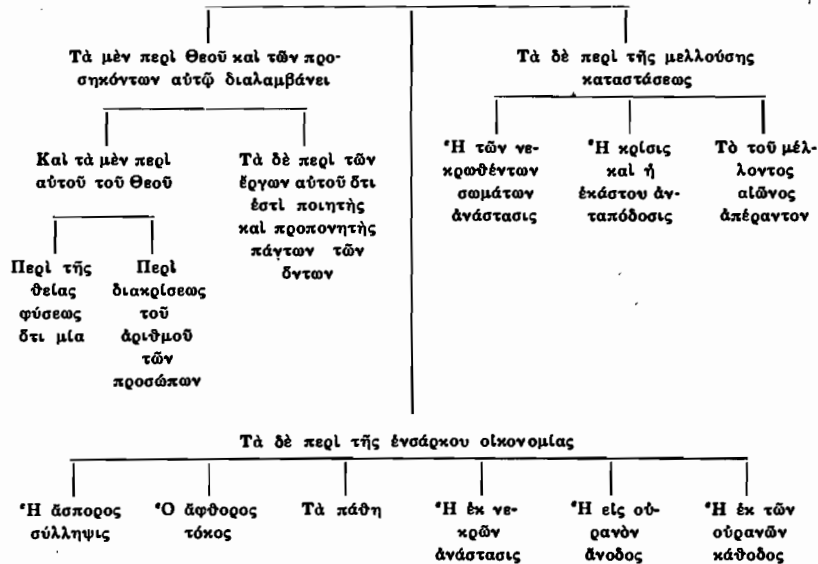 Τὰ μὲν περὶ Θεοῦ καὶ τῶν προ-
σηκόντων αὐτῷ διαλαμβάνει
Τὰ δὲ περὶ τῆς μελλούσης
καταστάσεως
Καὶ τὰ μὲν περὶ
αὐτοῦ τοῦ Θεοῦ
Τὰ δὲ περὶ τῶν
ἔργων αὐτοῦ ὅτι
ἐστὶ ποιητὴς
καὶ προπονητὴς
πάντων τῶν
ὄντων
Ἡ τῶν νε-
κρωθέντων
σωμάτων
ἀνάστασις
Ἡ κρίσις
καὶ ἡ
ἑκάστου ἀν-
ταπόδοσις
Τὸ τοῦ μέλ-
λοντος
αἰῶνος
ἀπέραντον
Περὶ τῆς
θείας
φύσεως
ὅτι μία
Περὶ
διακρίσεως
τοῦ
ἀριθμοῦ
τῶν
προσώπων
Τὰ δὲ περὶ τῆς ἐνσάρκου οἰκονομίας
Ἡ ἄσπορος
σύλληψις
Ὁ ἄφθορος
τόκος
Τὰ πάθη
Ἡ ἐκ νε-
κρῶν
ἀνάστασις
Ἡ εἰς οὐ-
ρανὸν
ἄνοδος
Ἡ ἐκ τῶν
οὐρανῶν
κάθοδος